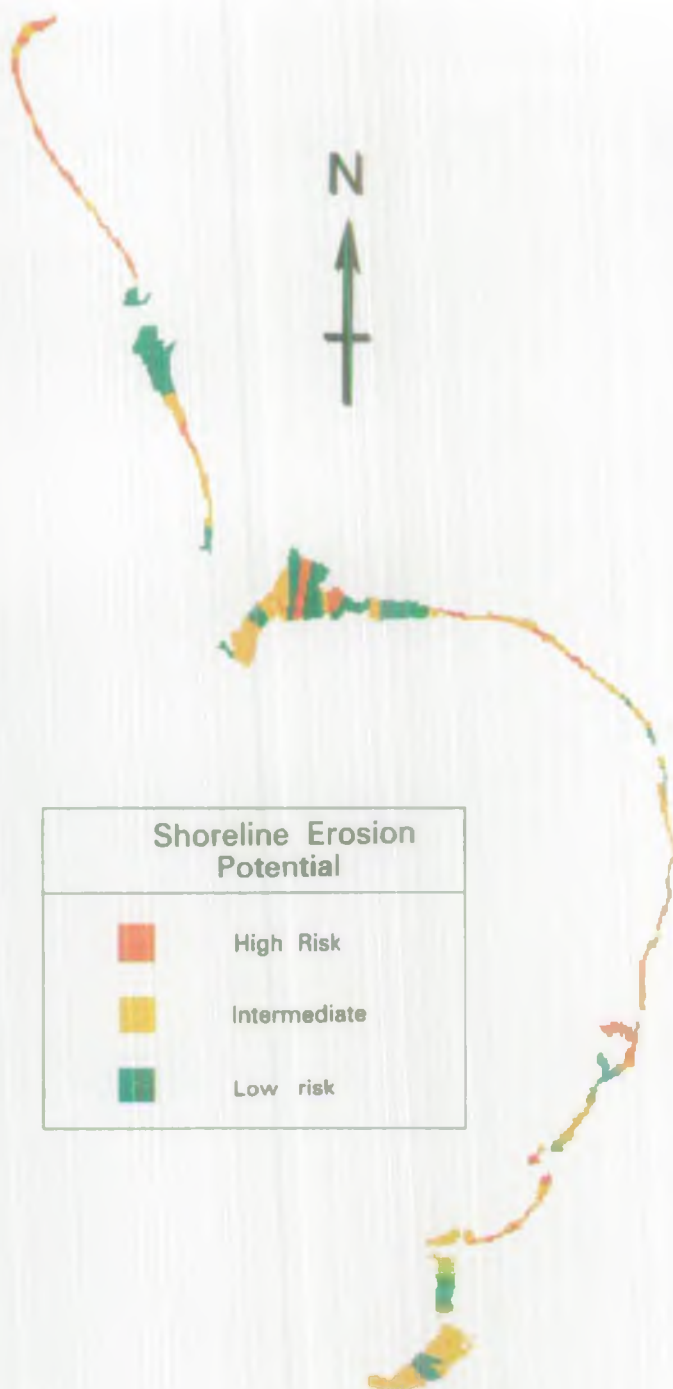 N
Shoreline Erosion
Potential
High Risk
Intermediate
Low risk